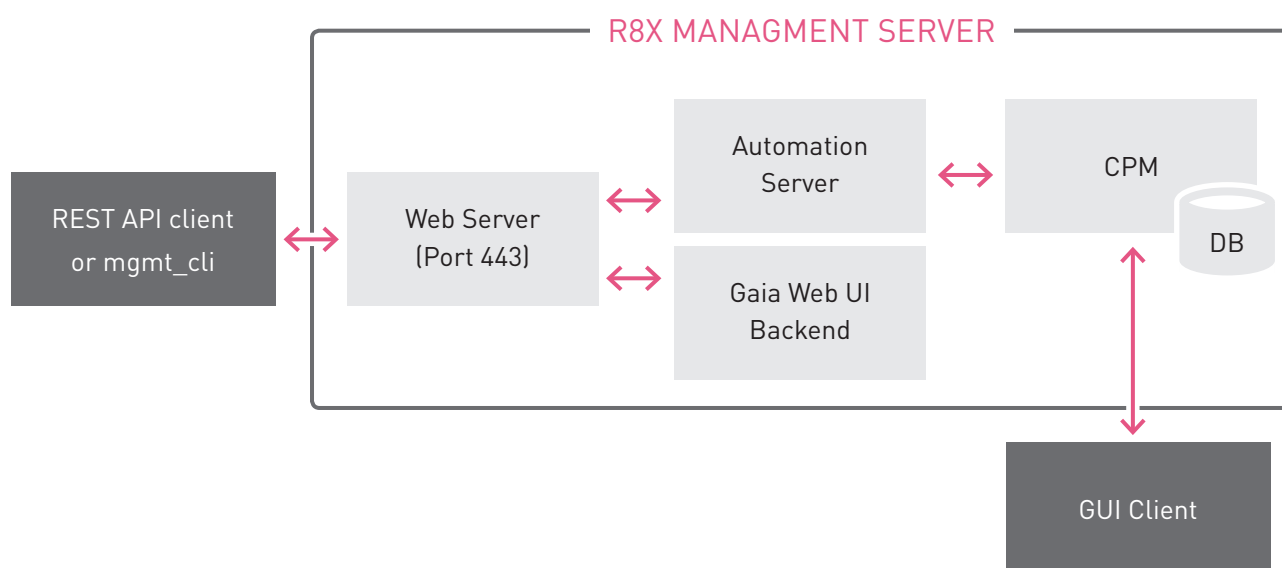 R8X MANAGMENT SERVER
REST API client
or mgmt_cli
Web Server
(Port 443)
Automation
Server
Gaia Web UI
Backend
CPM
DB
GUI Client